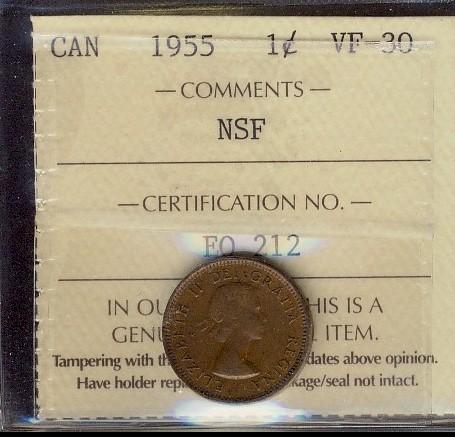 CAN 1955 1¢ VF-30
— COMMENTS —
NSF
— CERTIFICATION NO. —
EO 212
IN OU HIS IS A
GENU ITEM.
Tampering with th dates above opinion.
Have holder rep kage/seal not intact.
ELIZABETH II DEI GRATIA REGINA